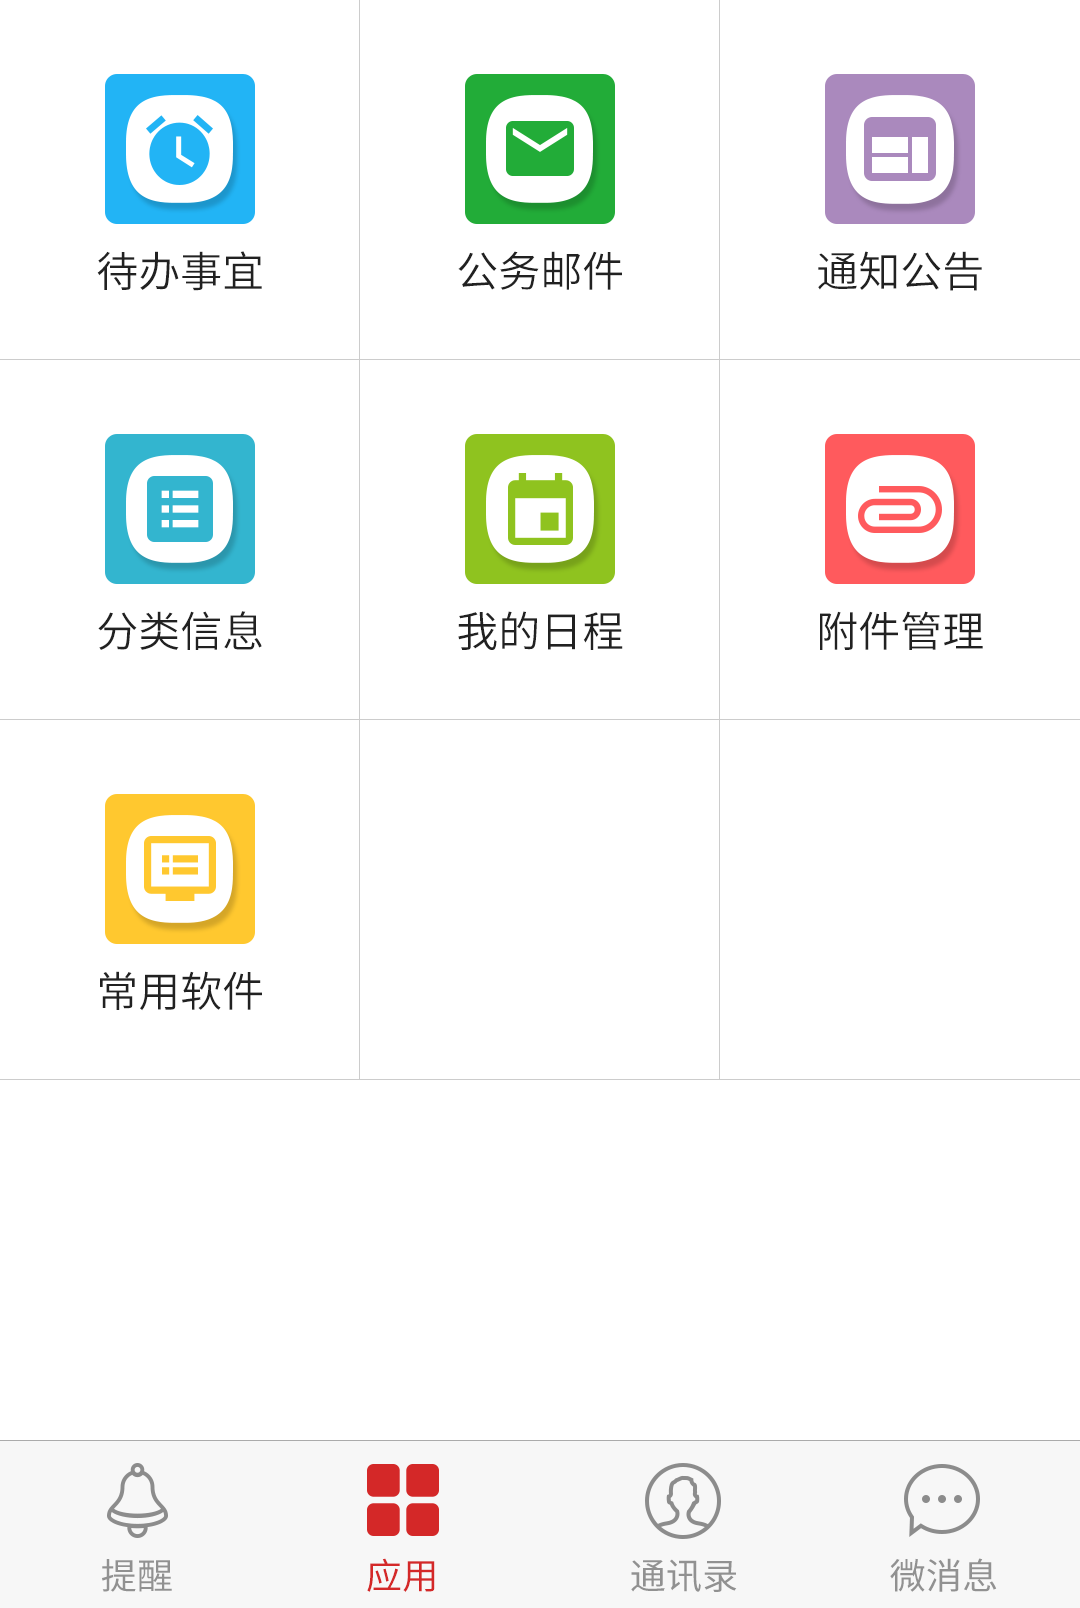 待办事宜
公务邮件
通知公告
分类信息
我的日程
附件管理
常用软件
提醒
应用
通讯录
微消息